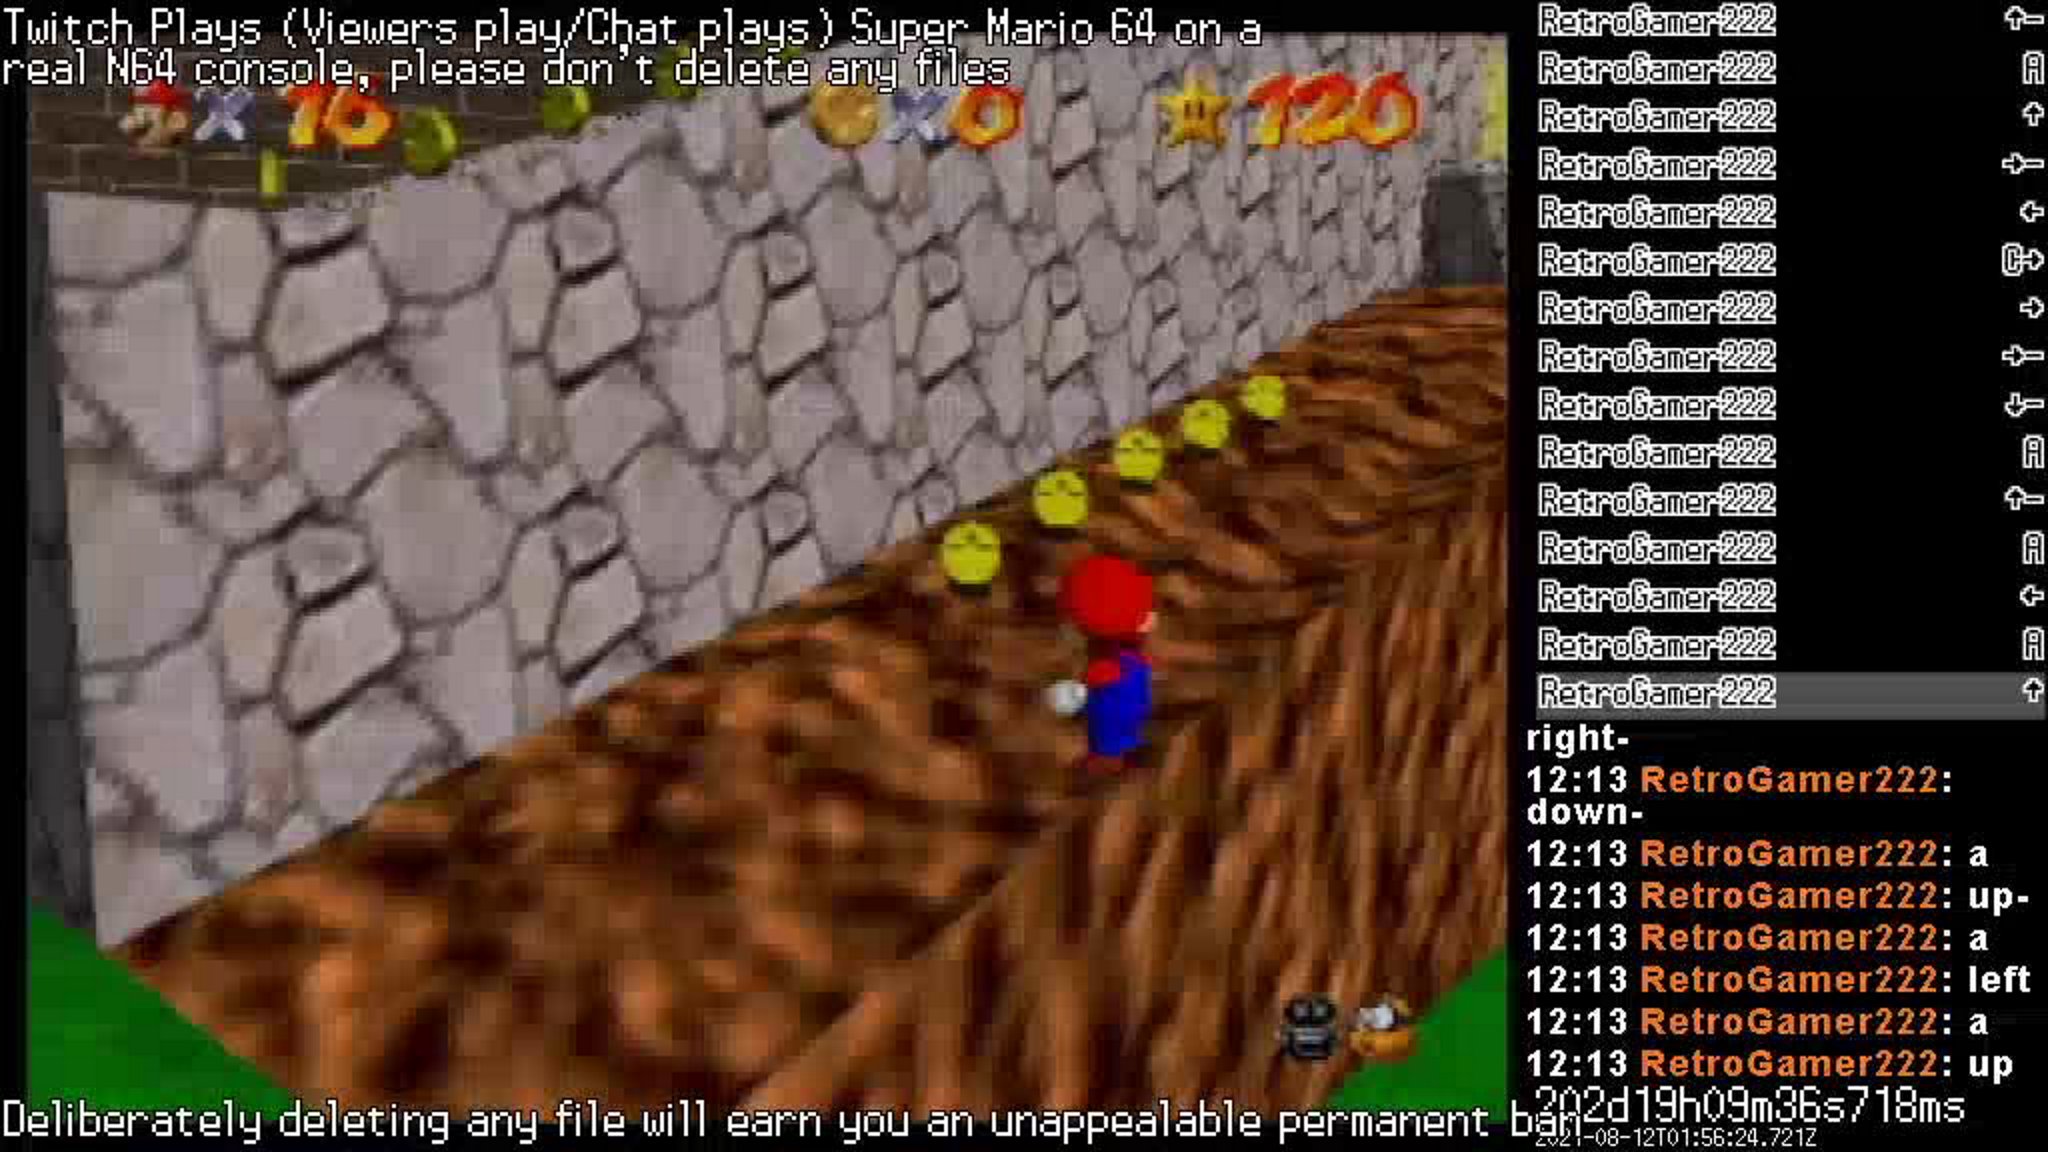 Twitch Plays (Viewers play/Chat plays) Super Mario 64 on a
real N64 console, please don't delete any files
16 0 120
RetroGamer222 ↑-
RetroGamer222 A
RetroGamer222 ↑
RetroGamer222 →-
RetroGamer222 ←
RetroGamer222 C→
RetroGamer222 →
RetroGamer222 →-
RetroGamer222 ↓-
RetroGamer222 A
RetroGamer222 ↑-
RetroGamer222 A
RetroGamer222 ←
RetroGamer222 A
RetroGamer222 ↑
right-
12:13 RetroGamer222:
down-
12:13 RetroGamer222: a
12:13 RetroGamer222: up-
12:13 RetroGamer222: a
12:13 RetroGamer222: left
12:13 RetroGamer222: a
12:13 RetroGamer222: up
Deliberately deleting any file will earn you an unappealable permanent ban
202d19h09m36s718ms
2021-08-12T01:56:24.721Z